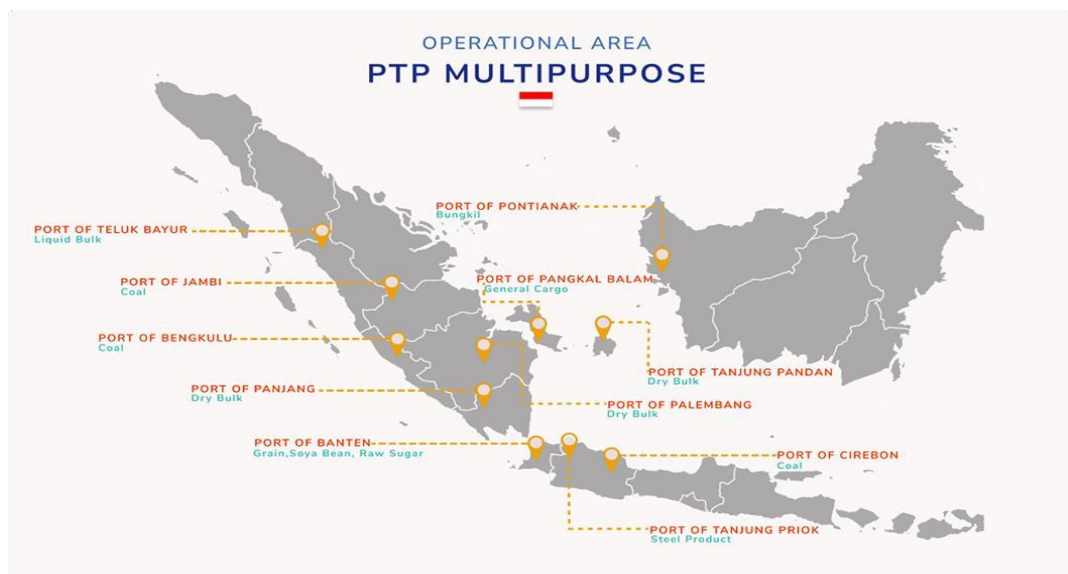 OPERATIONAL AREA
PTP MULTIPURPOSE
PORT OF PONTIANAK
Bungkil
PORT OF TELUK BAYUR
Liquid Bulk
PORT OF JAMBI
Coal
PORT OF PANGKAL BALAM
General Cargo
PORT OF BENGKULU
Coal
PORT OF TANJUNG PANDAN
Dry Bulk
PORT OF PANJANG
Dry Bulk
PORT OF PALEMBANG
Dry Bulk
PORT OF BANTEN
Grain,Soya Bean, Raw Sugar
PORT OF CIREBON
Coal
PORT OF TANJUNG PRIOK
Steel Product